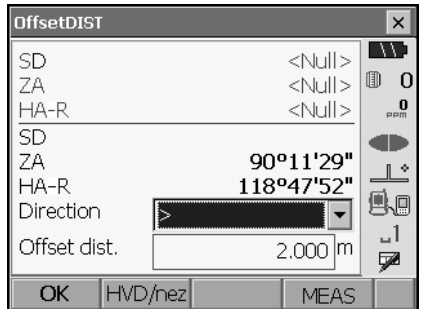 OffsetDIST
SD <Null>
ZA <Null>
HA-R <Null>
0
0
PPM
SD
ZA 90°11'29"
HA-R 118°47'52"
Direction >
Offset dist. 2.000 m
1
OK HVD/nez MEAS